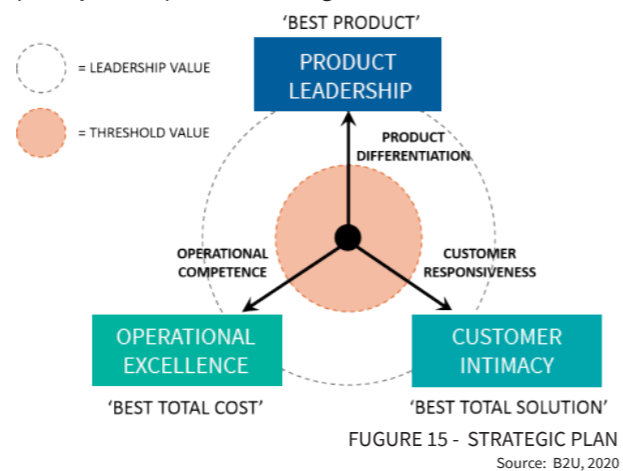 'BEST PRODUCT'
PRODUCT
LEADERSHIP
= LEADERSHIP VALUE
= THRESHOLD VALUE
PRODUCT
DIFFERENTIATION
OPERATIONAL
COMPETENCE
CUSTOMER
RESPONSIVENESS
OPERATIONAL
EXCELLENCE
CUSTOMER
INTIMACY
'BEST TOTAL COST'
'BEST TOTAL SOLUTION'
FUGURE 15 - STRATEGIC PLAN
Source: B2U, 2020